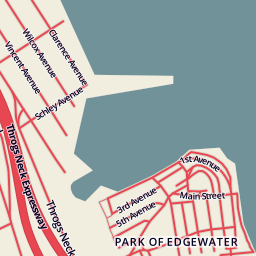 Clarence Avenue
Wilcox Avenue
Vincent Avenue
Schley Avenue
Throgs Neck Expressway
Throgs Neck
1st Avenue
Main Street
3rd Avenue
5th Avenue
PARK OF EDGEWATER